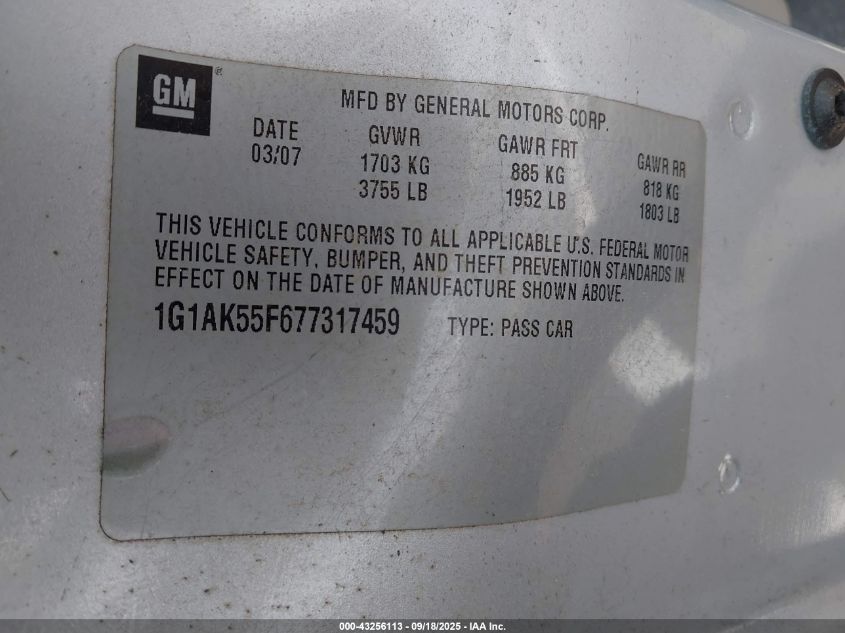 GM®
MFD BY GENERAL MOTORS CORP.
DATE GVWR GAWR FRT GAWR RR
03/07 1703 KG 885 KG 818 KG
3755 LB 1952 LB 1803 LB
THIS VEHICLE CONFORMS TO ALL APPLICABLE U.S. FEDERAL MOTOR
VEHICLE SAFETY, BUMPER, AND THEFT PREVENTION STANDARDS IN
EFFECT ON THE DATE OF MANUFACTURE SHOWN ABOVE.
1G1AK55F677317459 TYPE: PASS CAR
000-43256113 - 09/18/2025 - IAA Inc.